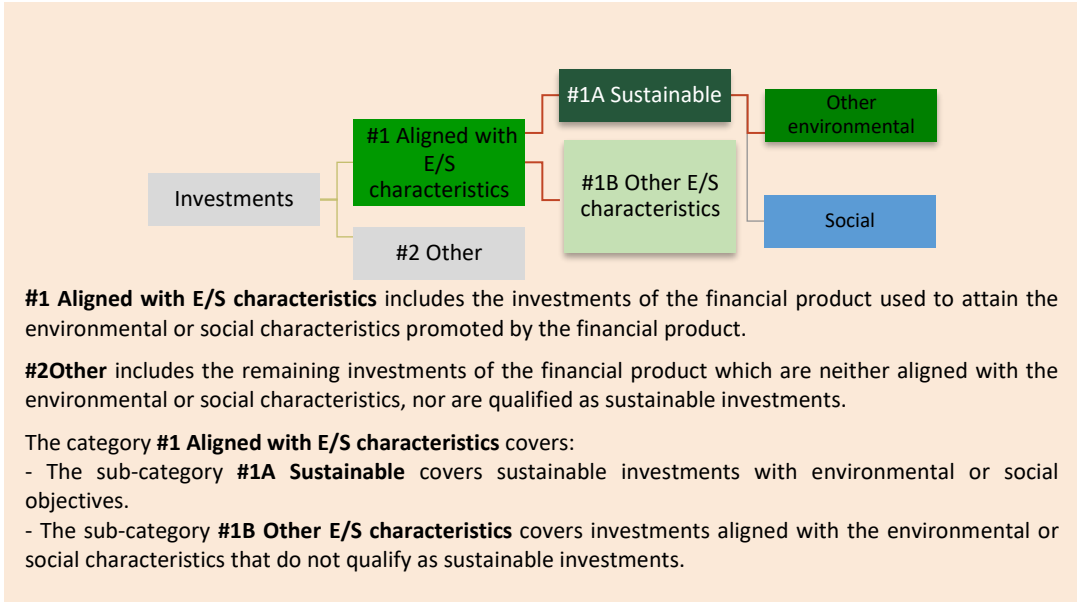 #1A Sustainable
Other
environmental
#1 Aligned with
E/S
characteristics
#1B Other E/S
characteristics
Investments
Social
#2 Other
#1 Aligned with E/S characteristics includes the investments of the financial product used to attain the
environmental or social characteristics promoted by the financial product.
#2Other includes the remaining investments of the financial product which are neither aligned with the
environmental or social characteristics, nor are qualified as sustainable investments.
The category #1 Aligned with E/S characteristics covers:
- The sub-category #1A Sustainable covers sustainable investments with environmental or social
objectives.
- The sub-category #1B Other E/S characteristics covers investments aligned with the environmental or
social characteristics that do not qualify as sustainable investments.